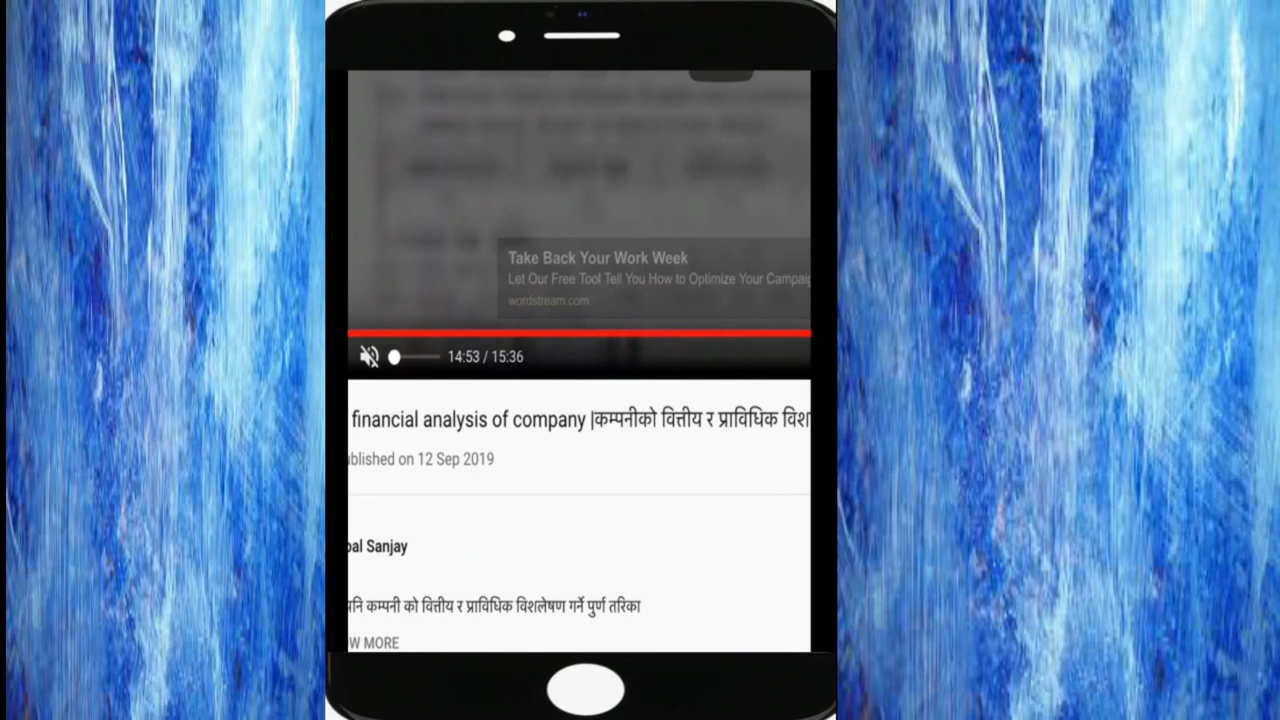 Take Back Your Work Week
Let Our Free Tool Tell You How to Optimize Your Campaig
wordstream.com
14:53 / 15:36
financial analysis of company |कम्पनीको वित्तीय र प्राविधिक विश
ublished on 12 Sep 2019
pal Sanjay
पनि कम्पनी को वित्तीय र प्राविधिक विशलेषण गर्ने पुर्ण तरिका
W MORE